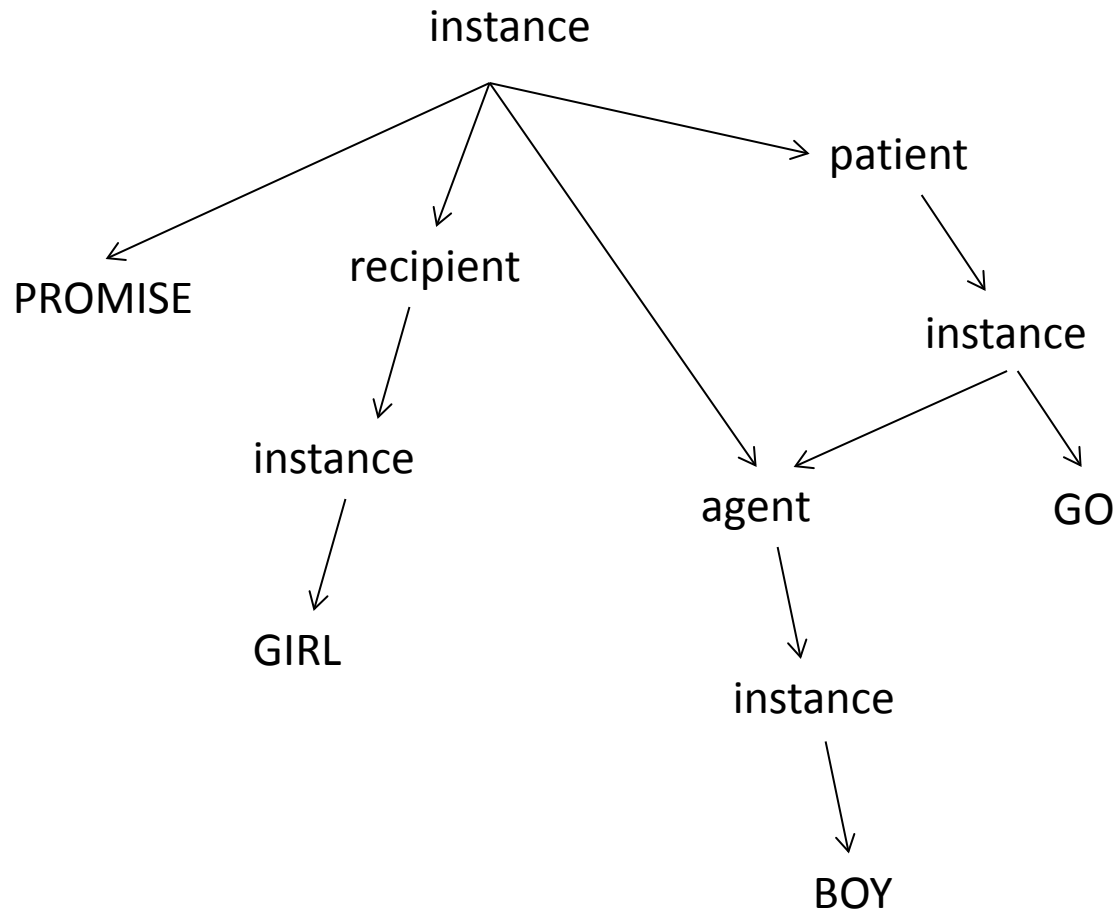 instance
patient
recipient
PROMISE
instance
instance
agent
GO
GIRL
instance
BOY